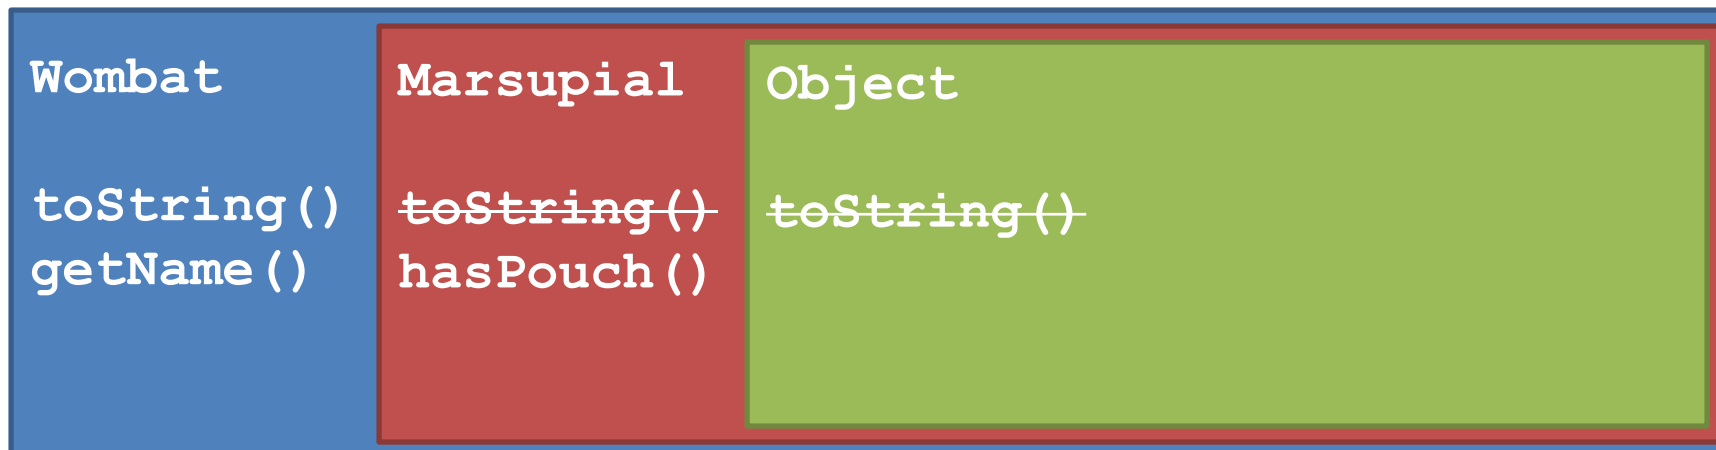 Wombat
toString()
getName()
Marsupial
toString()
hasPouch()
Object
toString()